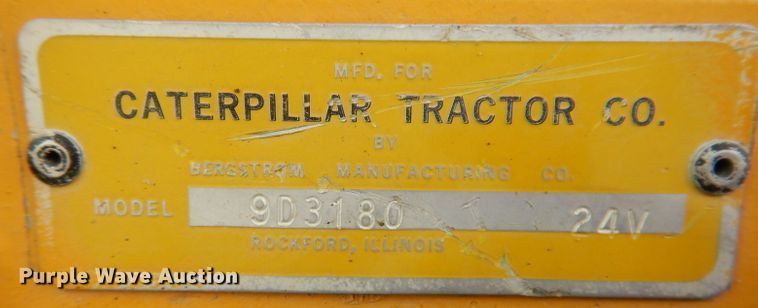 MFD. FOR
CATERPILLAR TRACTOR CO.
BY
BERGSTROM MANUFACTURING CO.
MODEL 9D3180 24V
ROCKFORD, ILLINOIS
Purple Wave Auction